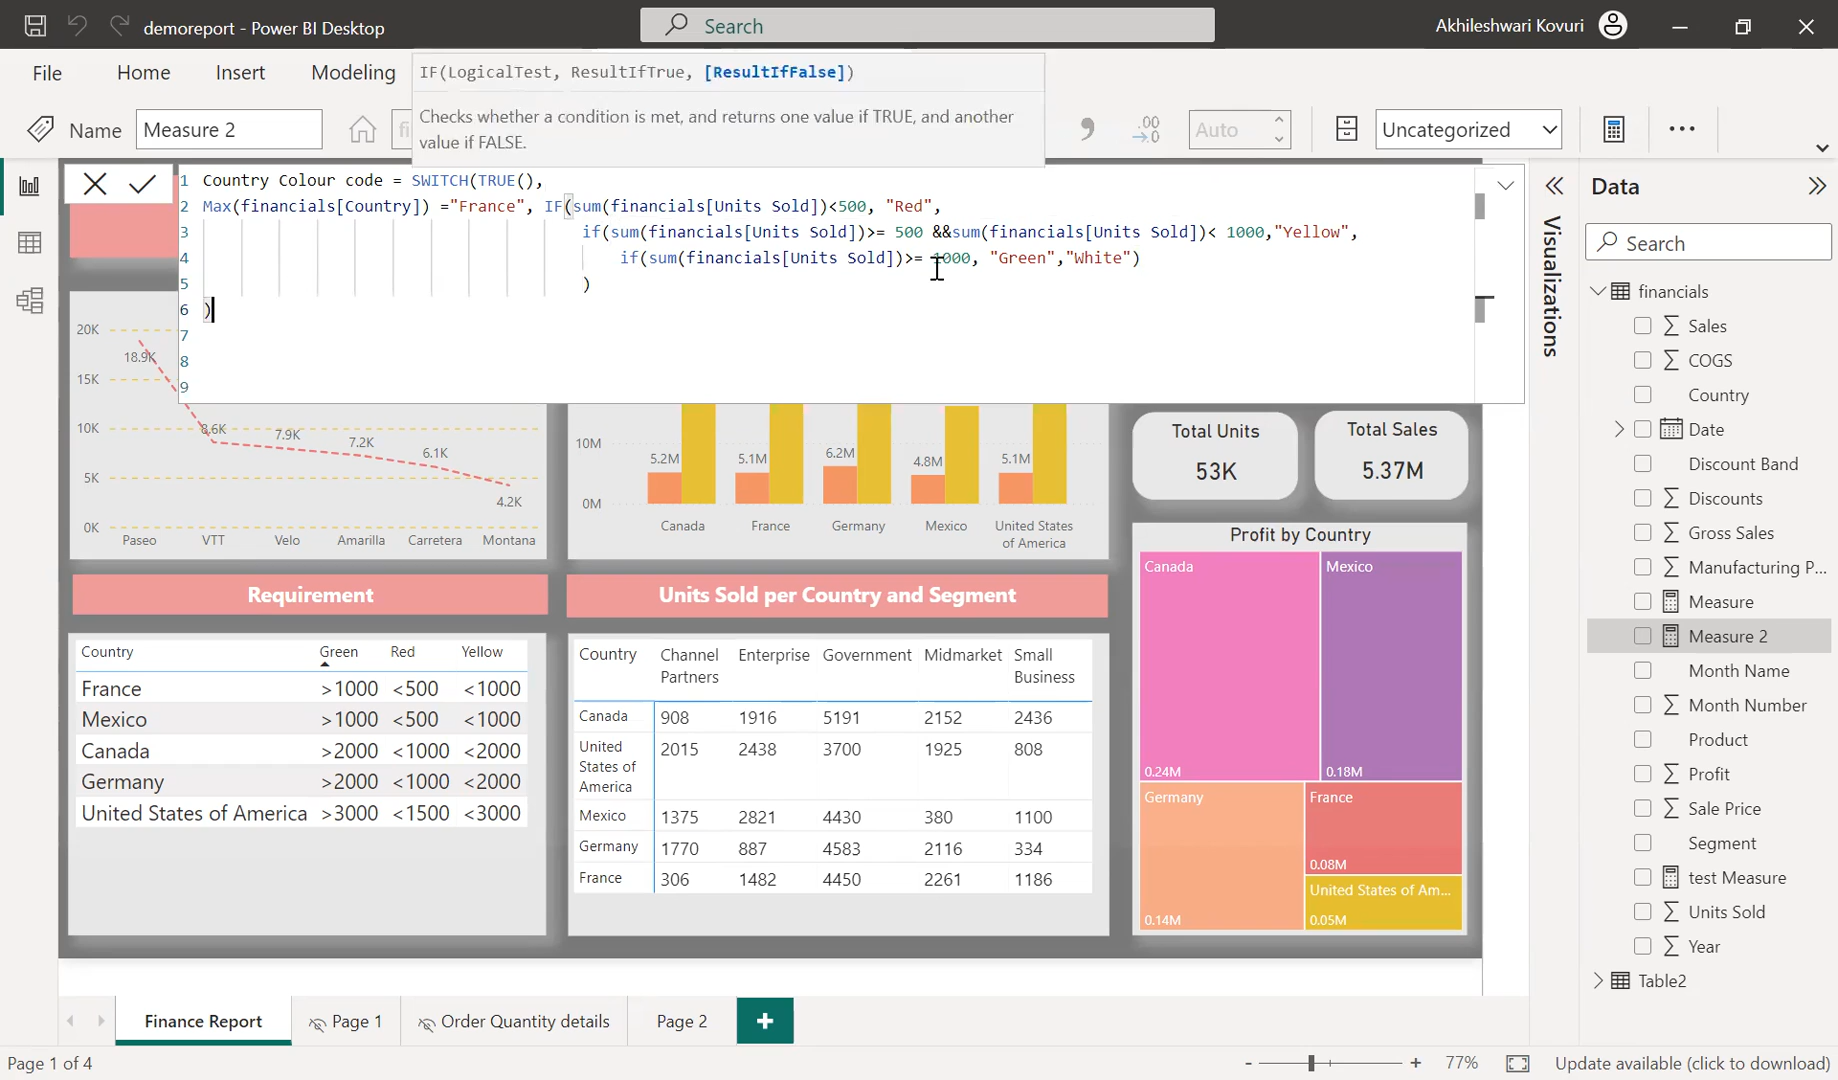 demoreport - Power BI Desktop
Search
Akhileshwari Kovuri
File
Home
Insert
Modeling
IF(LogicalTest, ResultIfTrue, [ResultIfFalse])
Checks whether a condition is met, and returns one value if TRUE, and another
value if FALSE.
Name
Measure 2
Auto
Uncategorized
1 Country Colour code = SWITCH(TRUE(),
2 Max(financials[Country]) ="France", IF(sum(financials[Units Sold])<500, "Red",
3 if(sum(financials[Units Sold])>= 500 &&sum(financials[Units Sold])< 1000,"Yellow",
4 if(sum(financials[Units Sold])>= 1000, "Green","White")
5 )
6 )
7
8
9
20K
15K
10K
5K
0K
18.9K
8.6K
7.9K
7.2K
6.1K
4.2K
Paseo
VTT
Velo
Amarilla
Carretera
Montana
10M
0M
5.2M
5.1M
6.2M
4.8M
5.1M
Canada
France
Germany
Mexico
United States
of America
Total Units
53K
Total Sales
5.37M
Requirement
Country Green Red Yellow
France >1000 <500 <1000
Mexico >1000 <500 <1000
Canada >2000 <1000 <2000
Germany >2000 <1000 <2000
United States of America >3000 <1500 <3000
Units Sold per Country and Segment
Country Channel Enterprise Government Midmarket Small
Partners Business
Canada 908 1916 5191 2152 2436
United 2015 2438 3700 1925 808
States of
America
Mexico 1375 2821 4430 380 1100
Germany 1770 887 4583 2116 334
France 306 1482 4450 2261 1186
Profit by Country
Canada
0.24M
Mexico
0.18M
Germany
0.14M
France
0.08M
United States of Am...
0.05M
Visualizations
Data
Search
financials
Sales
COGS
Country
Date
Discount Band
Discounts
Gross Sales
Manufacturing P...
Measure
Measure 2
Month Name
Month Number
Product
Profit
Sale Price
Segment
test Measure
Units Sold
Year
Table2
Finance Report
Page 1
Order Quantity details
Page 2
Page 1 of 4
77%
Update available (click to download)